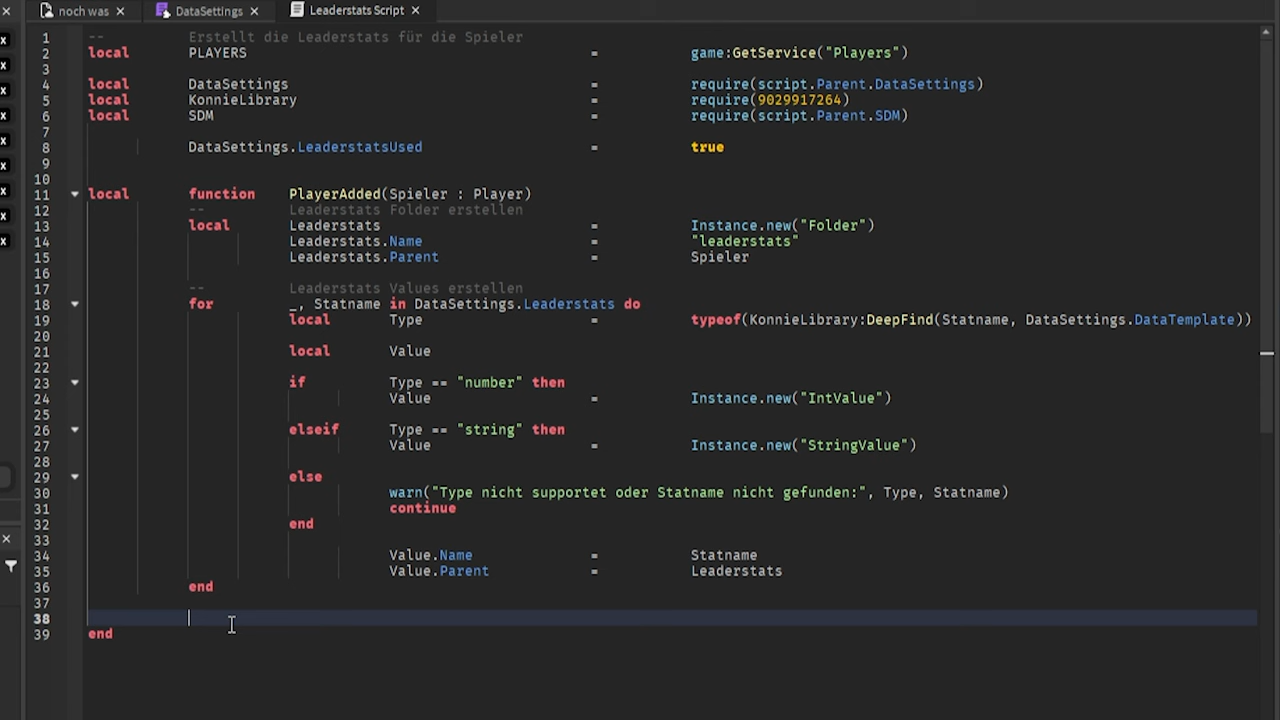 noch was
DataSettings
Leaderstats Script
1 -- Erstellt die Leaderstats für die Spieler
2 local PLAYERS = game:GetService("Players")
3
4 local DataSettings = require(script.Parent.DataSettings)
5 local KonnieLibrary = require(9029917264)
6 local SDM = require(script.Parent.SDM)
7
8 DataSettings.LeaderstatsUsed = true
9
10
11 local function PlayerAdded(Spieler : Player)
12 -- Leaderstats Folder erstellen
13 local Leaderstats = Instance.new("Folder")
14 Leaderstats.Name = "leaderstats"
15 Leaderstats.Parent = Spieler
16
17 -- Leaderstats Values erstellen
18 for _, Statname in DataSettings.Leaderstats do
19 local Type = typeof(KonnieLibrary:DeepFind(Statname, DataSettings.DataTemplate))
20
21 local Value
22
23 if Type == "number" then
24 Value = Instance.new("IntValue")
25
26 elseif Type == "string" then
27 Value = Instance.new("StringValue")
28
29 else
30 warn("Type nicht supportet oder Statname nicht gefunden:", Type, Statname)
31 continue
32 end
33
34 Value.Name = Statname
35 Value.Parent = Leaderstats
36 end
37
38
39 end